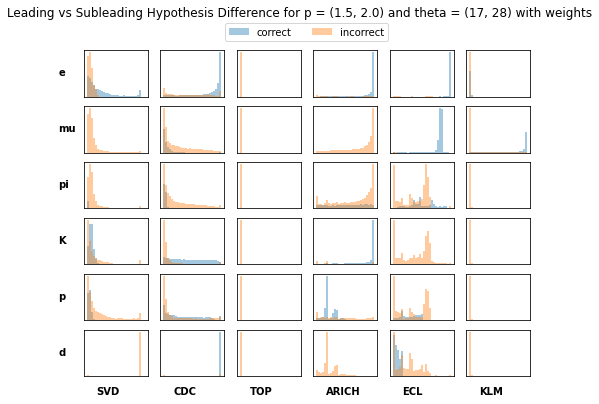 Leading vs Subleading Hypothesis Difference for p = (1.5, 2.0) and theta = (17, 28) with weights
correct incorrect
e
mu
pi
K
p
d
SVD CDC TOP ARICH ECL KLM